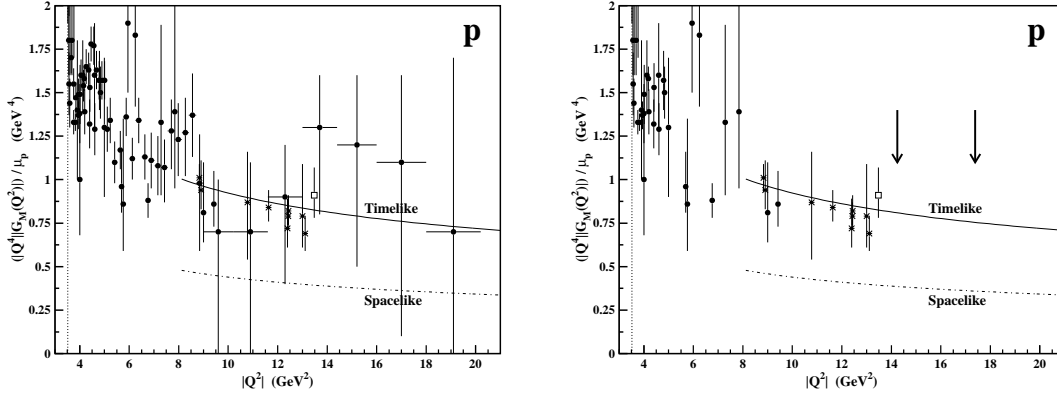 (|Q⁴||G_M(Q²)|) / μ_p (GeV⁴)
2
1.75
1.5
1.25
1
0.75
0.5
0.25
0
p
Timelike
Spacelike
4 6 8 10 12 14 16 18 20
|Q²| (GeV²)
(|Q⁴||G_M(Q²)|) / μ_p (GeV⁴)
2
1.75
1.5
1.25
1
0.75
0.5
0.25
0
p
Timelike
Spacelike
4 6 8 10 12 14 16 18 20
|Q²| (GeV²)